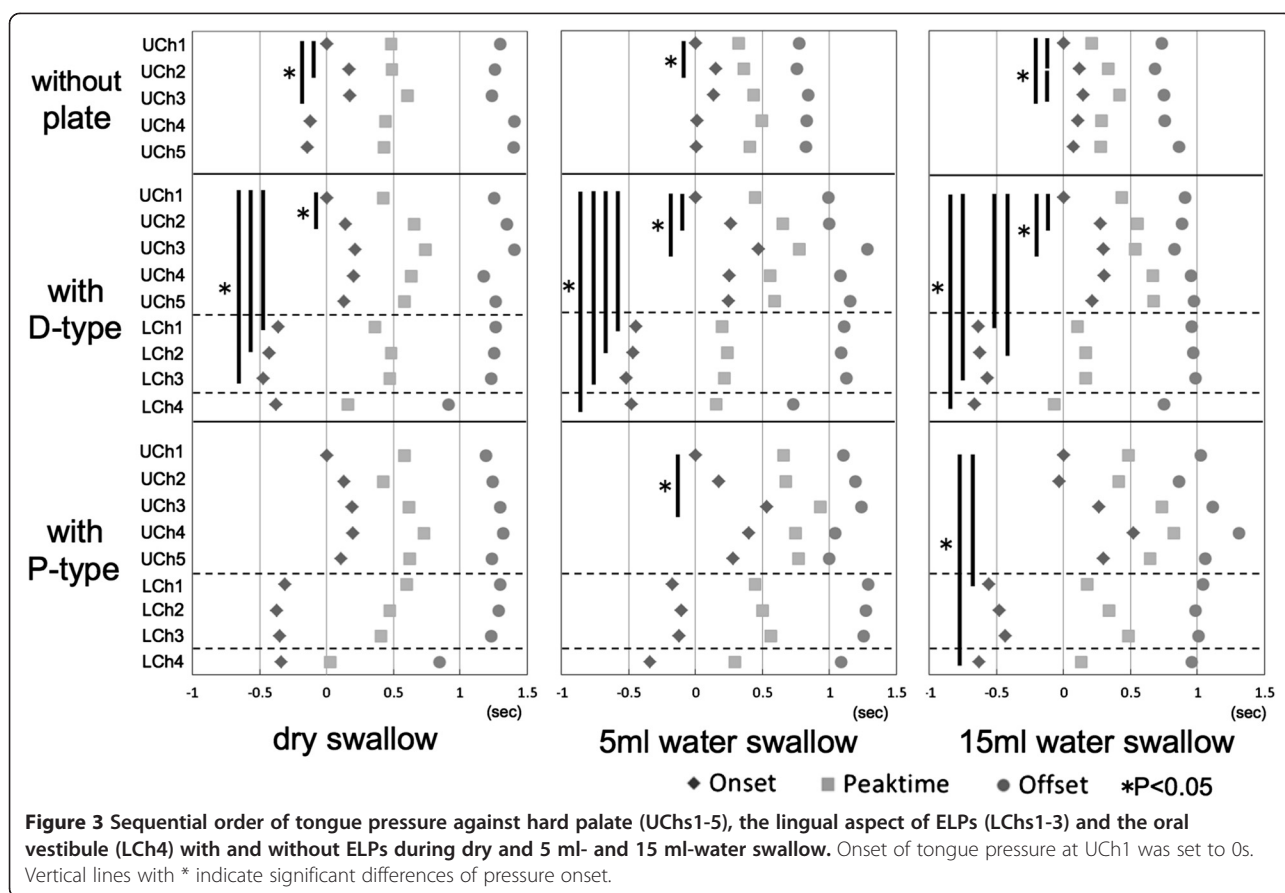 without
plate
UCh1
UCh2
UCh3
UCh4
UCh5
*
*
*
with
D-type
UCh1
UCh2
UCh3
UCh4
UCh5
LCh1
LCh2
LCh3
LCh4
*
*
*
*
*
*
with
P-type
UCh1
UCh2
UCh3
UCh4
UCh5
LCh1
LCh2
LCh3
LCh4
*
*
-1 -0.5 0 0.5 1 1.5
(sec)
dry swallow
-1 -0.5 0 0.5 1 1.5
(sec)
5ml water swallow
-1 -0.5 0 0.5 1 1.5
(sec)
15ml water swallow
Onset Peaktime Offset *P<0.05
Figure 3 Sequential order of tongue pressure against hard palate (UChs1-5), the lingual aspect of ELPs (LChs1-3) and the oral
vestibule (LCh4) with and without ELPs during dry and 5 ml- and 15 ml-water swallow. Onset of tongue pressure at UCh1 was set to 0s.
Vertical lines with * indicate significant differences of pressure onset.